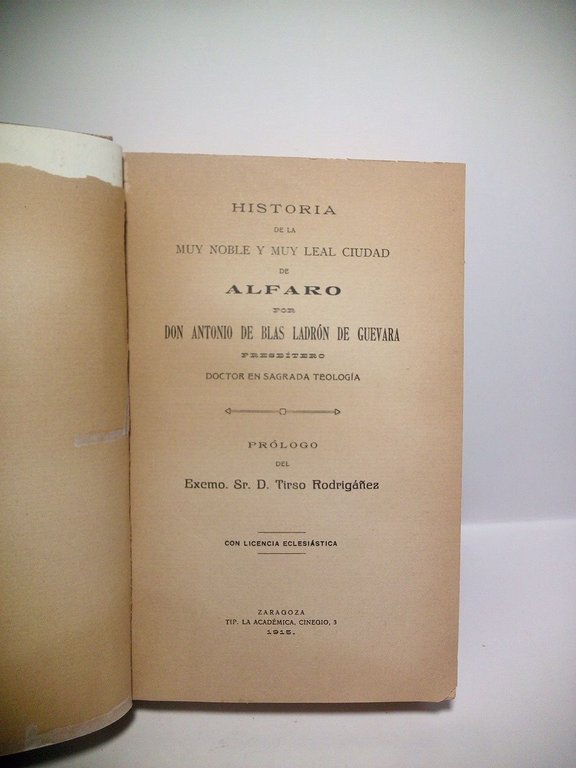 HISTORIA
DE LA
MUY NOBLE Y MUY LEAL CIUDAD
DE
ALFARO
POR
DON ANTONIO DE BLAS LADRÓN DE GUEVARA
PRESBÍTERO
DOCTOR EN SAGRADA TEOLOGÍA
PRÓLOGO
DEL
Excmo. Sr. D. Tirso Rodrigáñez
CON LICENCIA ECLESIÁSTICA
ZARAGOZA
TIP. LA ACADÉMICA, CINEGIO, 3
1915.